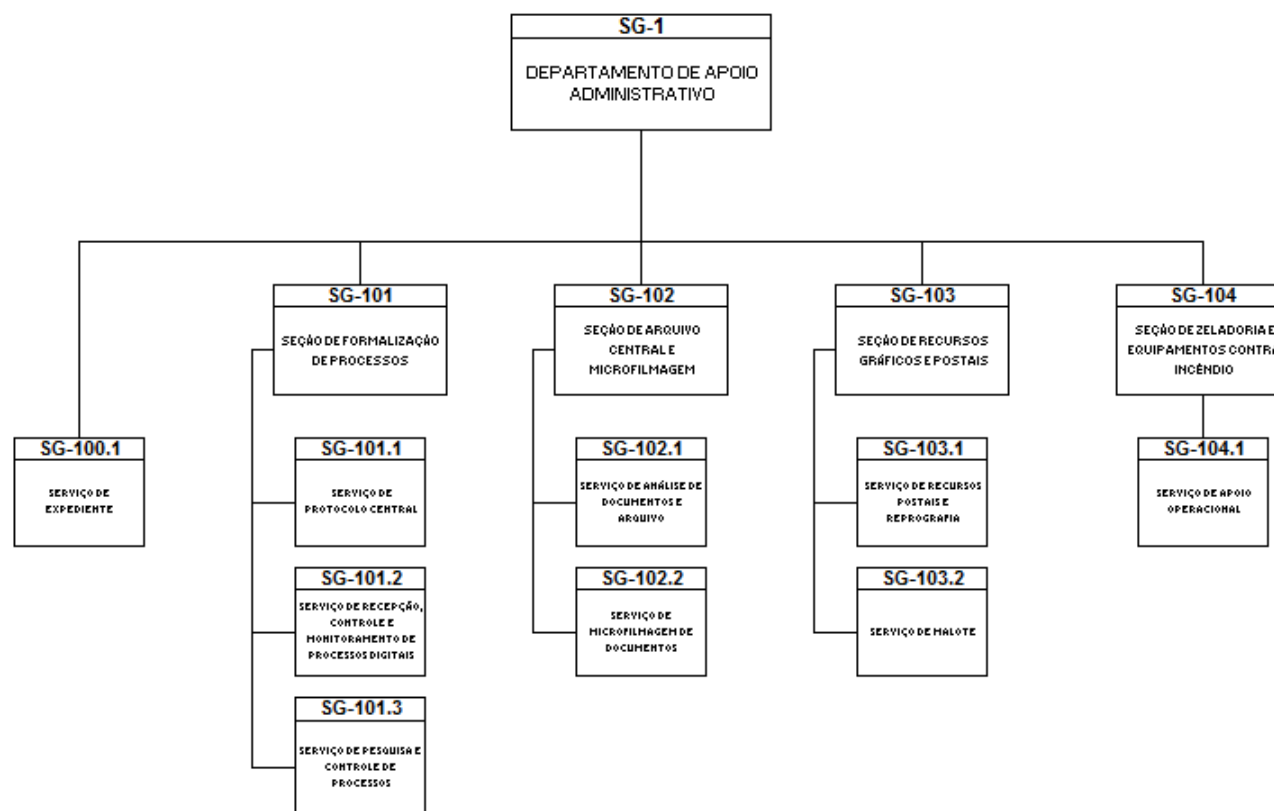 SG-1
DEPARTAMENTO DE APOIO
ADMINISTRATIVO
SG-101
SEÇÃO DE FORMALIZAÇÃO
DE PROCESSOS
SG-102
SEÇÃO DE ARQUIVO
CENTRAL E
MICROFILMAGEM
SG-103
SEÇÃO DE RECURSOS
GRÁFICOS E POSTAIS
SG-104
SEÇÃO DE ZELADORIA E
EQUIPAMENTOS CONTRA
INCÊNDIO
SG-100.1
SERVIÇO DE
EXPEDIENTE
SG-101.1
SERVIÇO DE
PROTOCOLO CENTRAL
SG-102.1
SERVIÇO DE ANÁLISE DE
DOCUMENTOS E
ARQUIVO
SG-103.1
SERVIÇO DE RECURSOS
POSTAIS E
REPROGRAFIA
SG-104.1
SERVIÇO DE APOIO
OPERACIONAL
SG-101.2
SERVIÇO DE RECEPÇÃO,
CONTROLE E
MONITORAMENTO DE
PROCESSOS DIGITAIS
SG-102.2
SERVIÇO DE
MICROFILMAGEM DE
DOCUMENTOS
SG-103.2
SERVIÇO DE MALOTE
SG-101.3
SERVIÇO DE PESQUISA E
CONTROLE DE
PROCESSOS